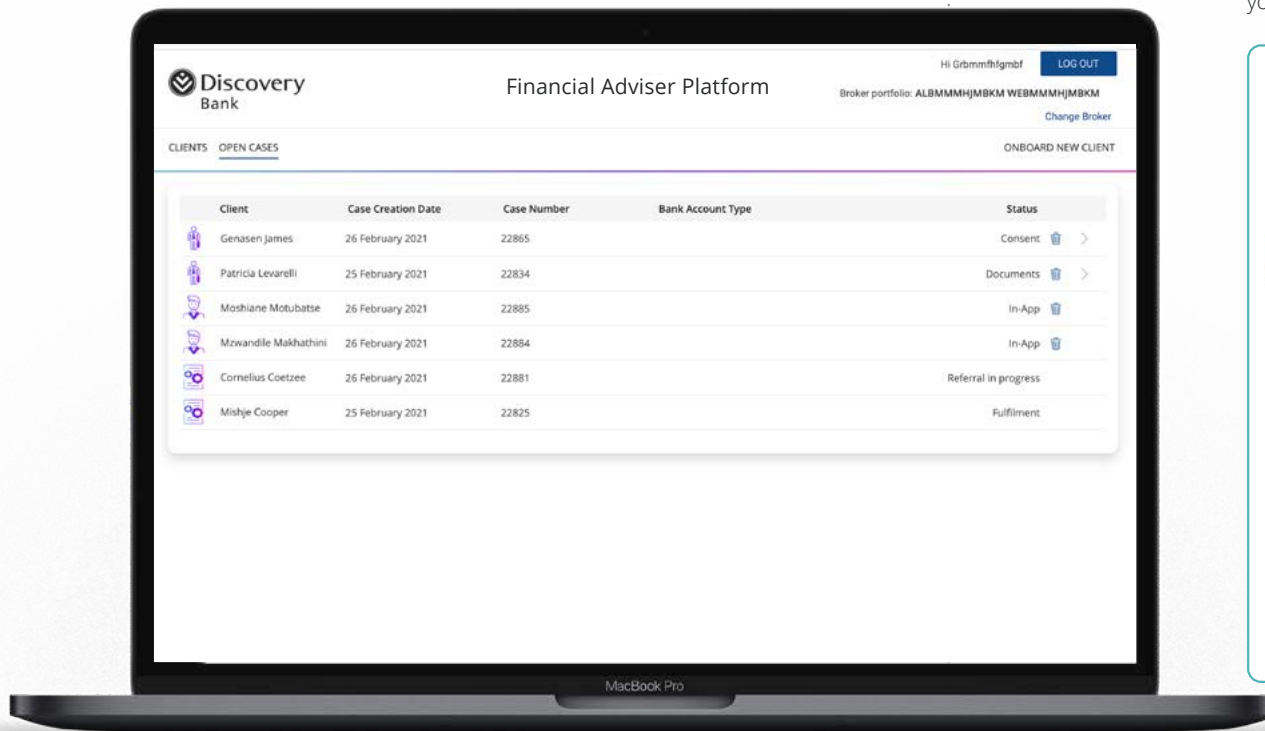 yo
Discovery
Bank
Financial Adviser Platform
Hi Grbmmfhfgmbf
LOG OUT
Broker portfolio: ALBMMMHJMBKM WEBMMMHJMBKM
Change Broker
CLIENTS OPEN CASES ONBOARD NEW CLIENT
Client Case Creation Date Case Number Bank Account Type Status
Genasen James 26 February 2021 22865 Consent
Patricia Levarelli 25 February 2021 22834 Documents
Moshiane Motubatse 26 February 2021 22885 In-App
Mzwandile Makhathini 26 February 2021 22884 In-App
Cornelius Coetzee 26 February 2021 22881 Referral in progress
Mishje Cooper 25 February 2021 22825 Fulfilment
MacBook Pro